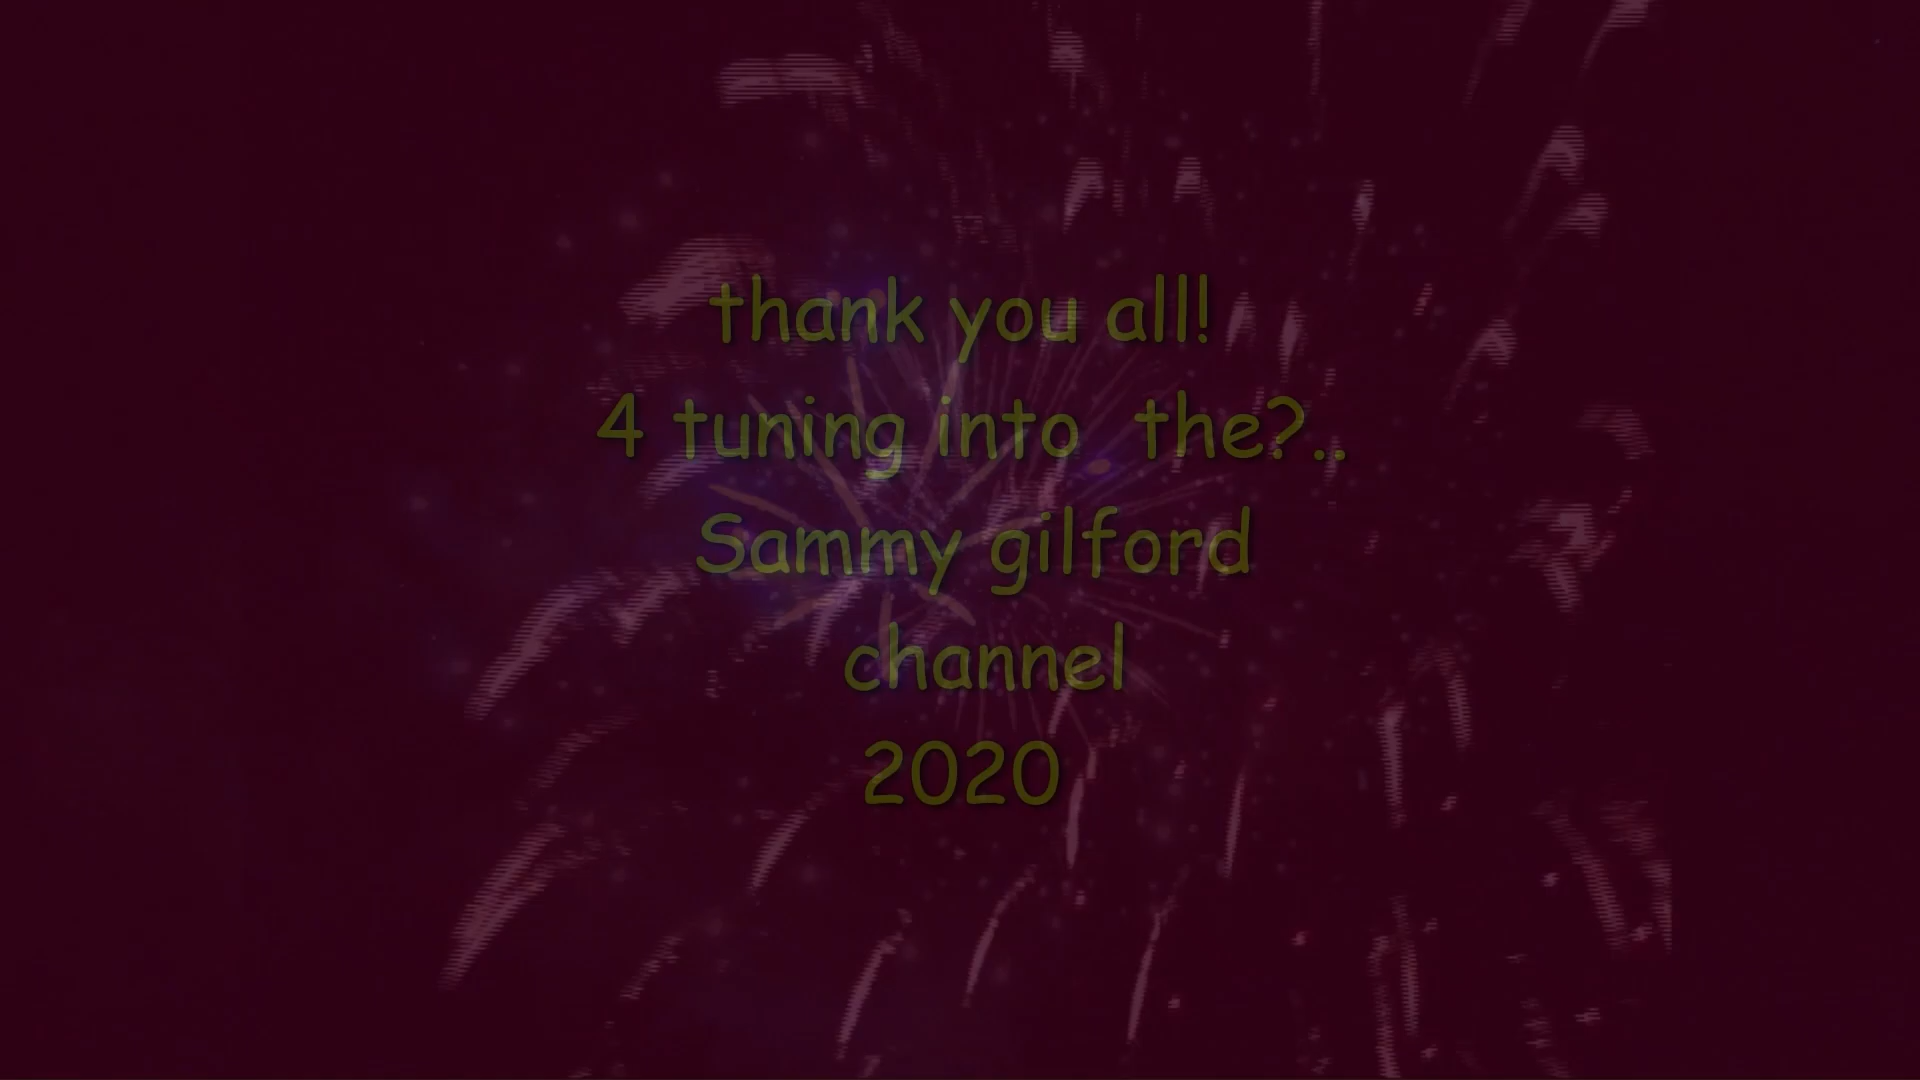 thank you all!
4 tuning into the?..
Sammy gilford
channel
2020